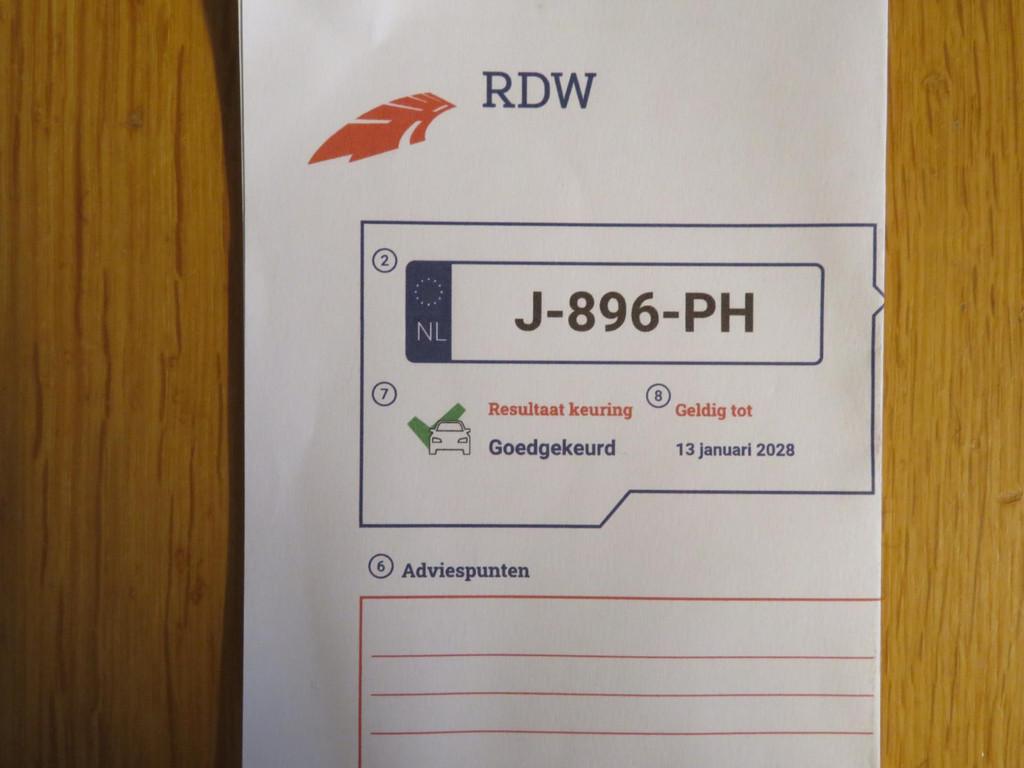 RDW
2
NL J-896-PH
7 Resultaat keuring 8 Geldig tot
Goedgekeurd 13 januari 2028
6 Adviespunten